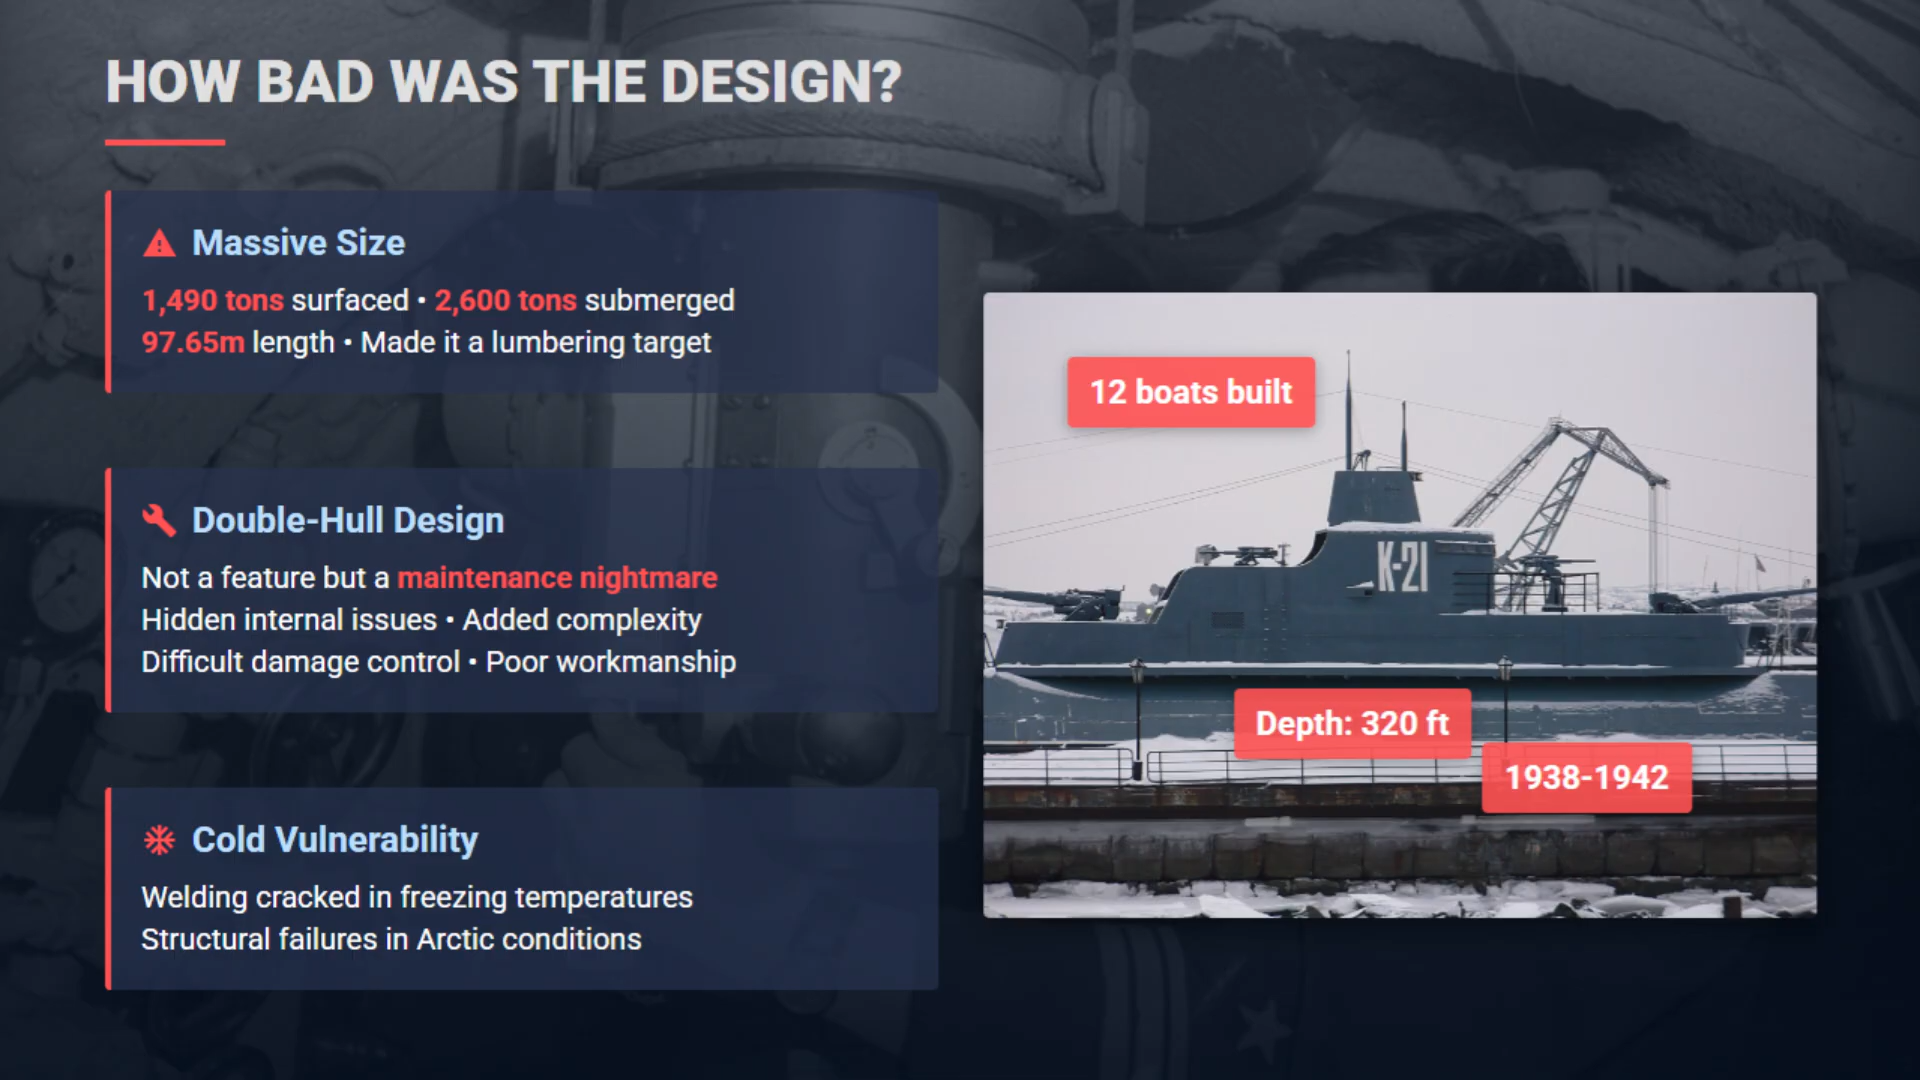 HOW BAD WAS THE DESIGN?
Massive Size
1,490 tons surfaced • 2,600 tons submerged
97.65m length • Made it a lumbering target
Double-Hull Design
Not a feature but a maintenance nightmare
Hidden internal issues • Added complexity
Difficult damage control • Poor workmanship
Cold Vulnerability
Welding cracked in freezing temperatures
Structural failures in Arctic conditions
12 boats built
K-21
Depth: 320 ft
1938-1942